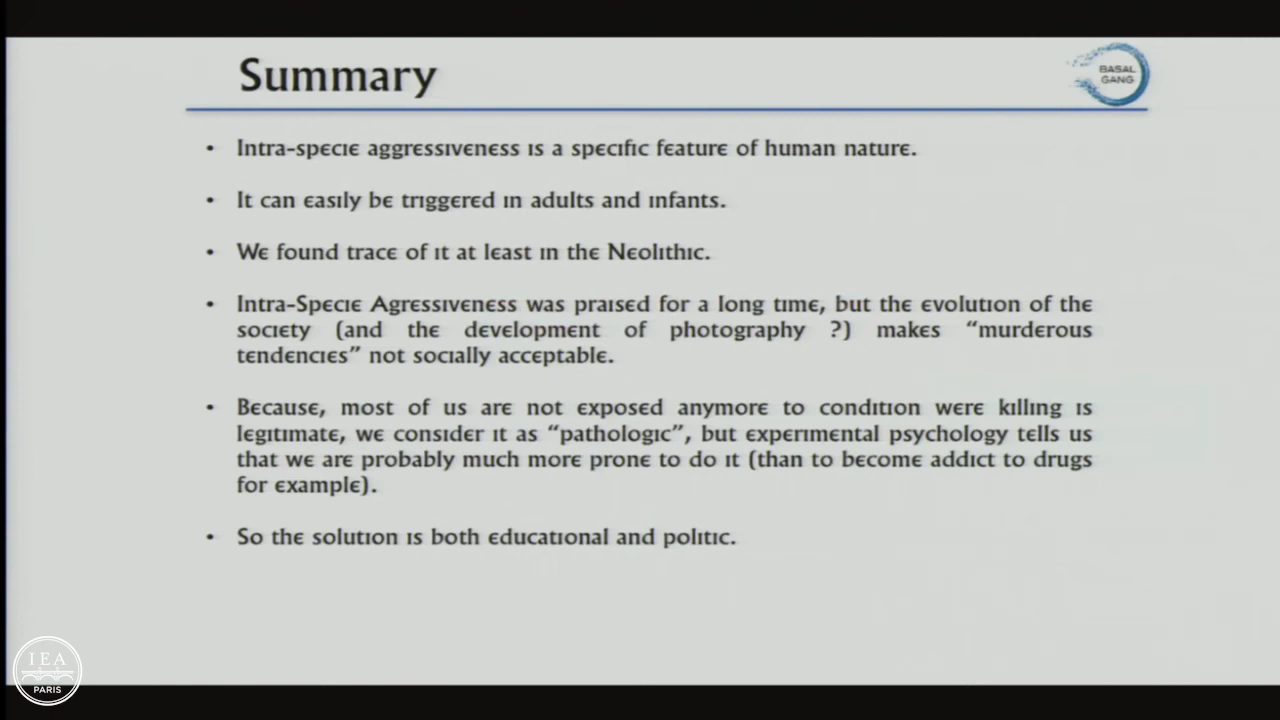 Summary
BASAL
GANG
• Intra-specie aggressiveness is a specific feature of human nature.
• It can easily be triggered in adults and infants.
• We found trace of it at least in the Neolithic.
• Intra-Specie Agressiveness was praised for a long time, but the evolution of the
society (and the development of photography ?) makes “murderous
tendencies” not socially acceptable.
• Because, most of us are not exposed anymore to condition were killing is
legitimate, we consider it as “pathologic”, but experimental psychology tells us
that we are probably much more prone to do it (than to become addict to drugs
for example).
• So the solution is both educational and politic.
IEA
PARIS